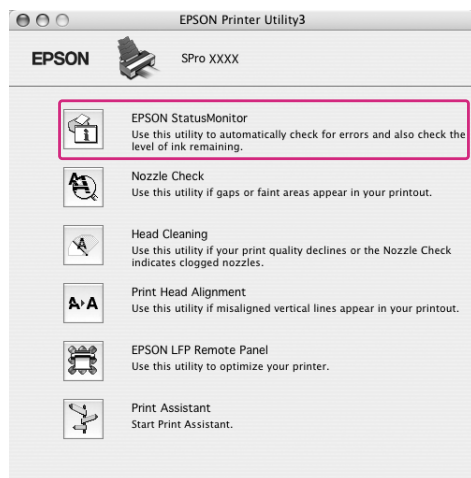 EPSON Printer Utility3
EPSON
SPro XXXX
EPSON StatusMonitor
Use this utility to automatically check for errors and also check the
level of ink remaining.
Nozzle Check
Use this utility if gaps or faint areas appear in your printout.
Head Cleaning
Use this utility if your print quality declines or the Nozzle Check
indicates clogged nozzles.
Print Head Alignment
Use this utility if misaligned vertical lines appear in your printout.
EPSON LFP Remote Panel
Use this utility to optimize your printer.
Print Assistant
Start Print Assistant.